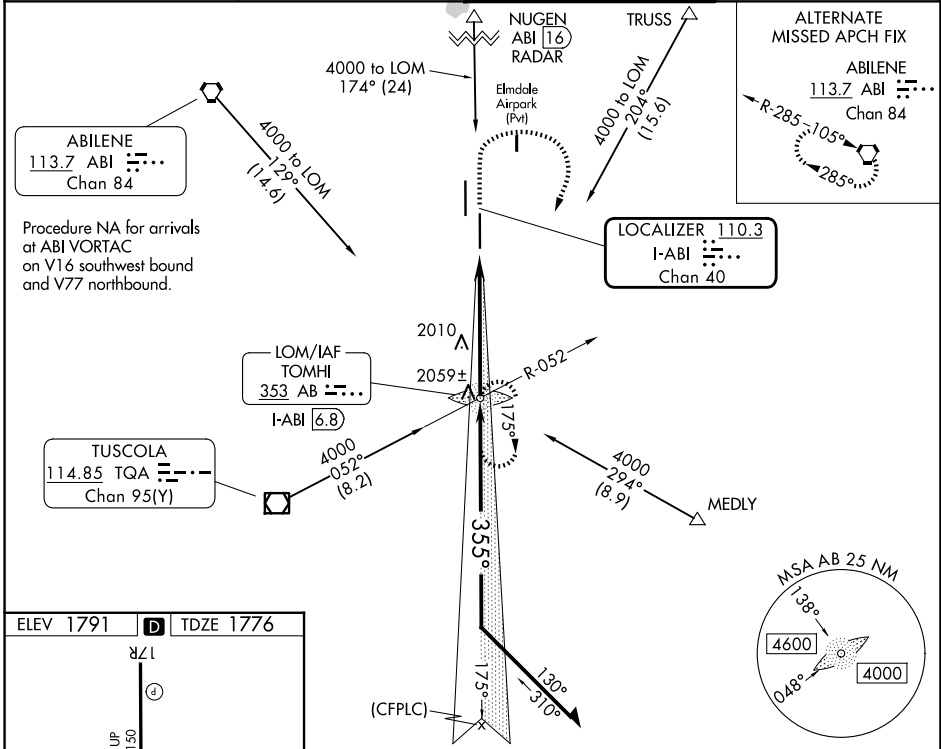 NUGEN
ABI 16
RADAR
TRUSS
ALTERNATE
MISSED APCH FIX
ABILENE
113.7 ABI
Chan 84
R-285
105°
285°
4000 to LOM
174° (24)
Elmdale
Airpark
(Pvt)
4000 to LOM
204°
(15.6)
ABILENE
113.7 ABI
Chan 84
4000 to LOM
129°
(14.6)
Procedure NA for arrivals
at ABI VORTAC
on V16 southwest bound
and V77 northbound.
LOCALIZER 110.3
I-ABI
Chan 40
2010
LOM/IAF
TOMHI
353 AB
I-ABI 6.8
2059±
R-052
175°
TUSCOLA
114.85 TQA
Chan 95(Y)
4000
052°
(8.2)
4000
294°
(8.9)
MEDLY
355°
MSA AB 25 NM
138°
4600
4000
048°
ELEV 1791 D TDZE 1776
17R
P
UP
150
130°
310°
175°
(CFPLC)